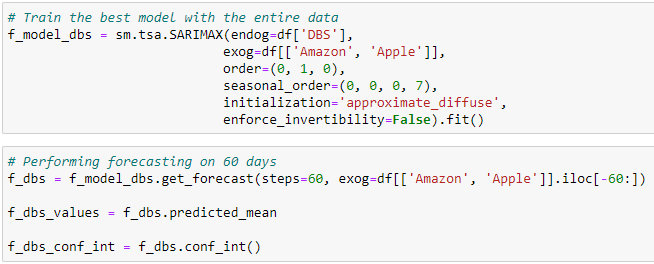 # Train the best model with the entire data
f_model_dbs = sm.tsa.SARIMAX(endog=df['DBS'],
                             exog=df[['Amazon', 'Apple']],
                             order=(0, 1, 0),
                             seasonal_order=(0, 0, 0, 7),
                             initialization='approximate_diffuse',
                             enforce_invertibility=False).fit()
# Performing forecasting on 60 days
f_dbs = f_model_dbs.get_forecast(steps=60, exog=df[['Amazon', 'Apple']].iloc[-60:])
f_dbs_values = f_dbs.predicted_mean
f_dbs_conf_int = f_dbs.conf_int()